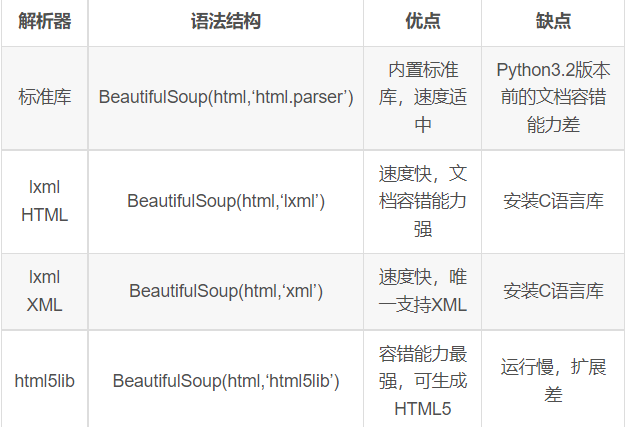 解析器 语法结构 优点 缺点
标准库 BeautifulSoup(html,‘html.parser’) 内置标准 Python3.2版本
库，速度适 前的文档容错
中 能力差
lxml
HTML BeautifulSoup(html,‘lxml’) 速度快，文 安装C语言库
档容错能力
强
lxml
XML BeautifulSoup(html,‘xml’) 速度快，唯 安装C语言库
一支持XML
html5lib BeautifulSoup(html,‘html5lib’) 容错能力最 运行慢，扩展
强，可生成 差
HTML5